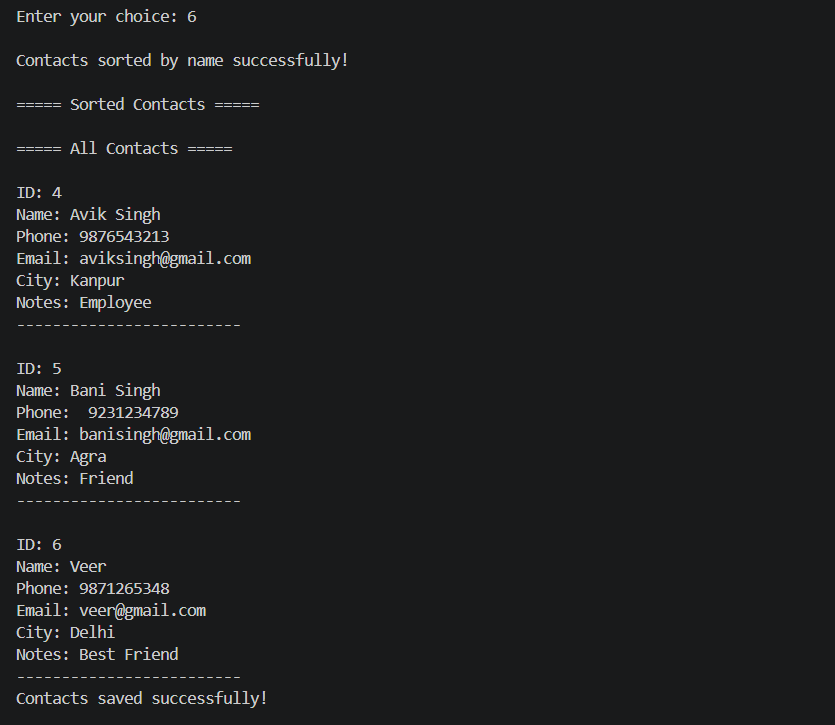 Enter your choice: 6
Contacts sorted by name successfully!
===== Sorted Contacts =====
===== All Contacts =====
ID: 4
Name: Avik Singh
Phone: 9876543213
Email: aviksingh@gmail.com
City: Kanpur
Notes: Employee
-------------------------
ID: 5
Name: Bani Singh
Phone:  9231234789
Email: banisingh@gmail.com
City: Agra
Notes: Friend
-------------------------
ID: 6
Name: Veer
Phone: 9871265348
Email: veer@gmail.com
City: Delhi
Notes: Best Friend
-------------------------
Contacts saved successfully!